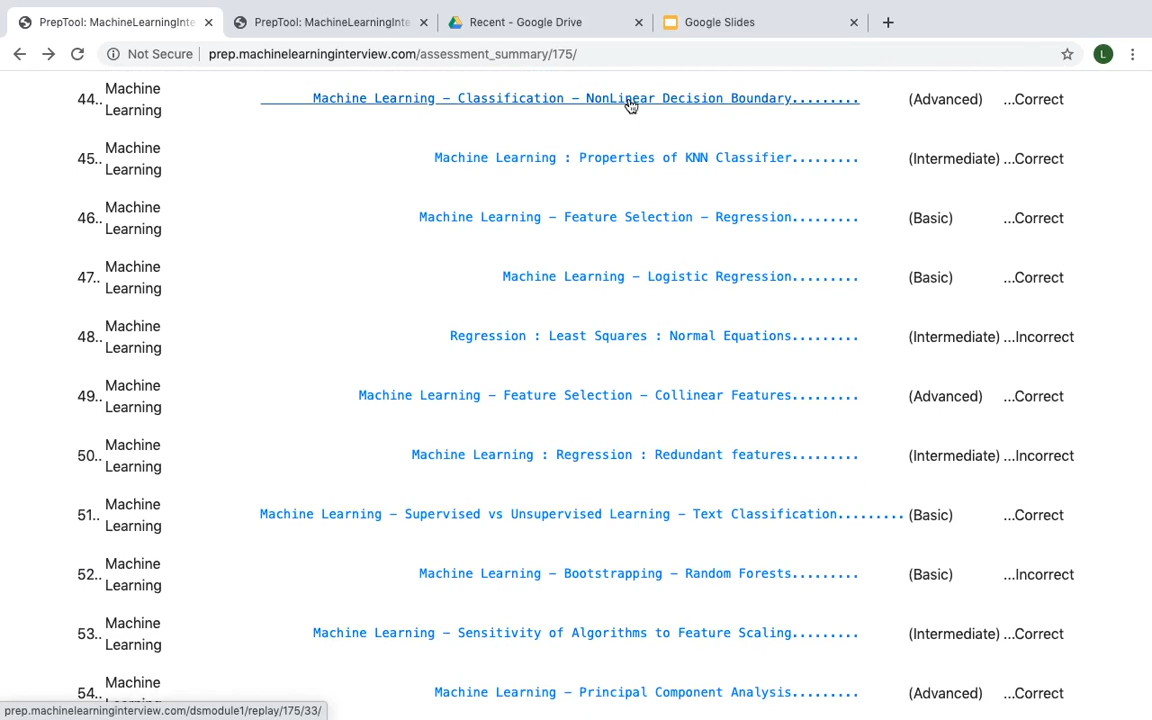 PrepTool: MachineLearningInte
PrepTool: MachineLearningInte
Recent - Google Drive
Google Slides
Not Secure
prep.machinelearninginterview.com/assessment_summary/175/
L
44.. Machine Learning Machine Learning – Classification – NonLinear Decision Boundary......... (Advanced) ...Correct
45.. Machine Learning Machine Learning : Properties of KNN Classifier......... (Intermediate) ...Correct
46.. Machine Learning Machine Learning – Feature Selection – Regression......... (Basic) ...Correct
47.. Machine Learning Machine Learning – Logistic Regression......... (Basic) ...Correct
48.. Machine Learning Regression : Least Squares : Normal Equations......... (Intermediate) ...Incorrect
49.. Machine Learning Machine Learning – Feature Selection – Collinear Features......... (Advanced) ...Correct
50.. Machine Learning Machine Learning : Regression : Redundant features......... (Intermediate) ...Incorrect
51.. Machine Learning Machine Learning – Supervised vs Unsupervised Learning – Text Classification......... (Basic) ...Correct
52.. Machine Learning Machine Learning – Bootstrapping – Random Forests......... (Basic) ...Incorrect
53.. Machine Learning Machine Learning – Sensitivity of Algorithms to Feature Scaling......... (Intermediate) ...Correct
54.. Machine Learning Machine Learning – Principal Component Analysis......... (Advanced) ...Correct
prep.machinelearninginterview.com/dsmodule1/replay/175/33/